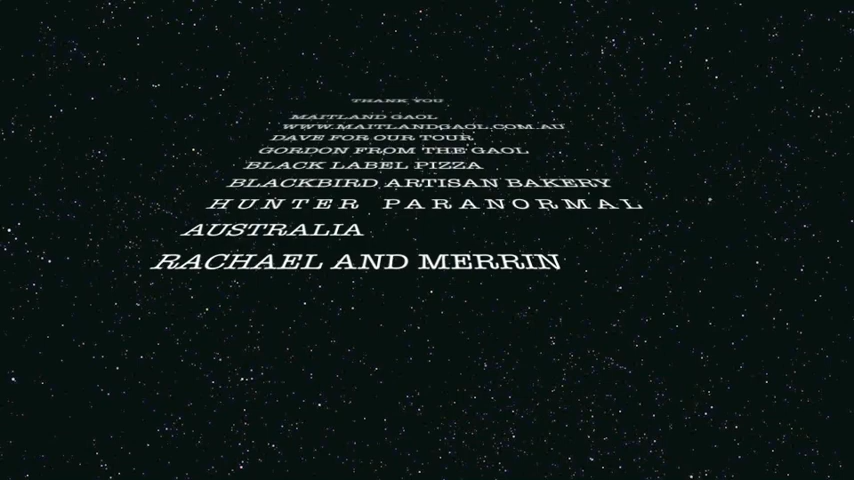 THANK YOU
MAITLAND GAOL
WWW.MAITLANDGAOL.COM.AU
DAVE FOR OUR TOUR
GORDON FROM THE GAOL
BLACK LABEL PIZZA
BLACKBIRD ARTISAN BAKERY
HUNTER PARANORMAL
AUSTRALIA
RACHAEL AND MERRIN